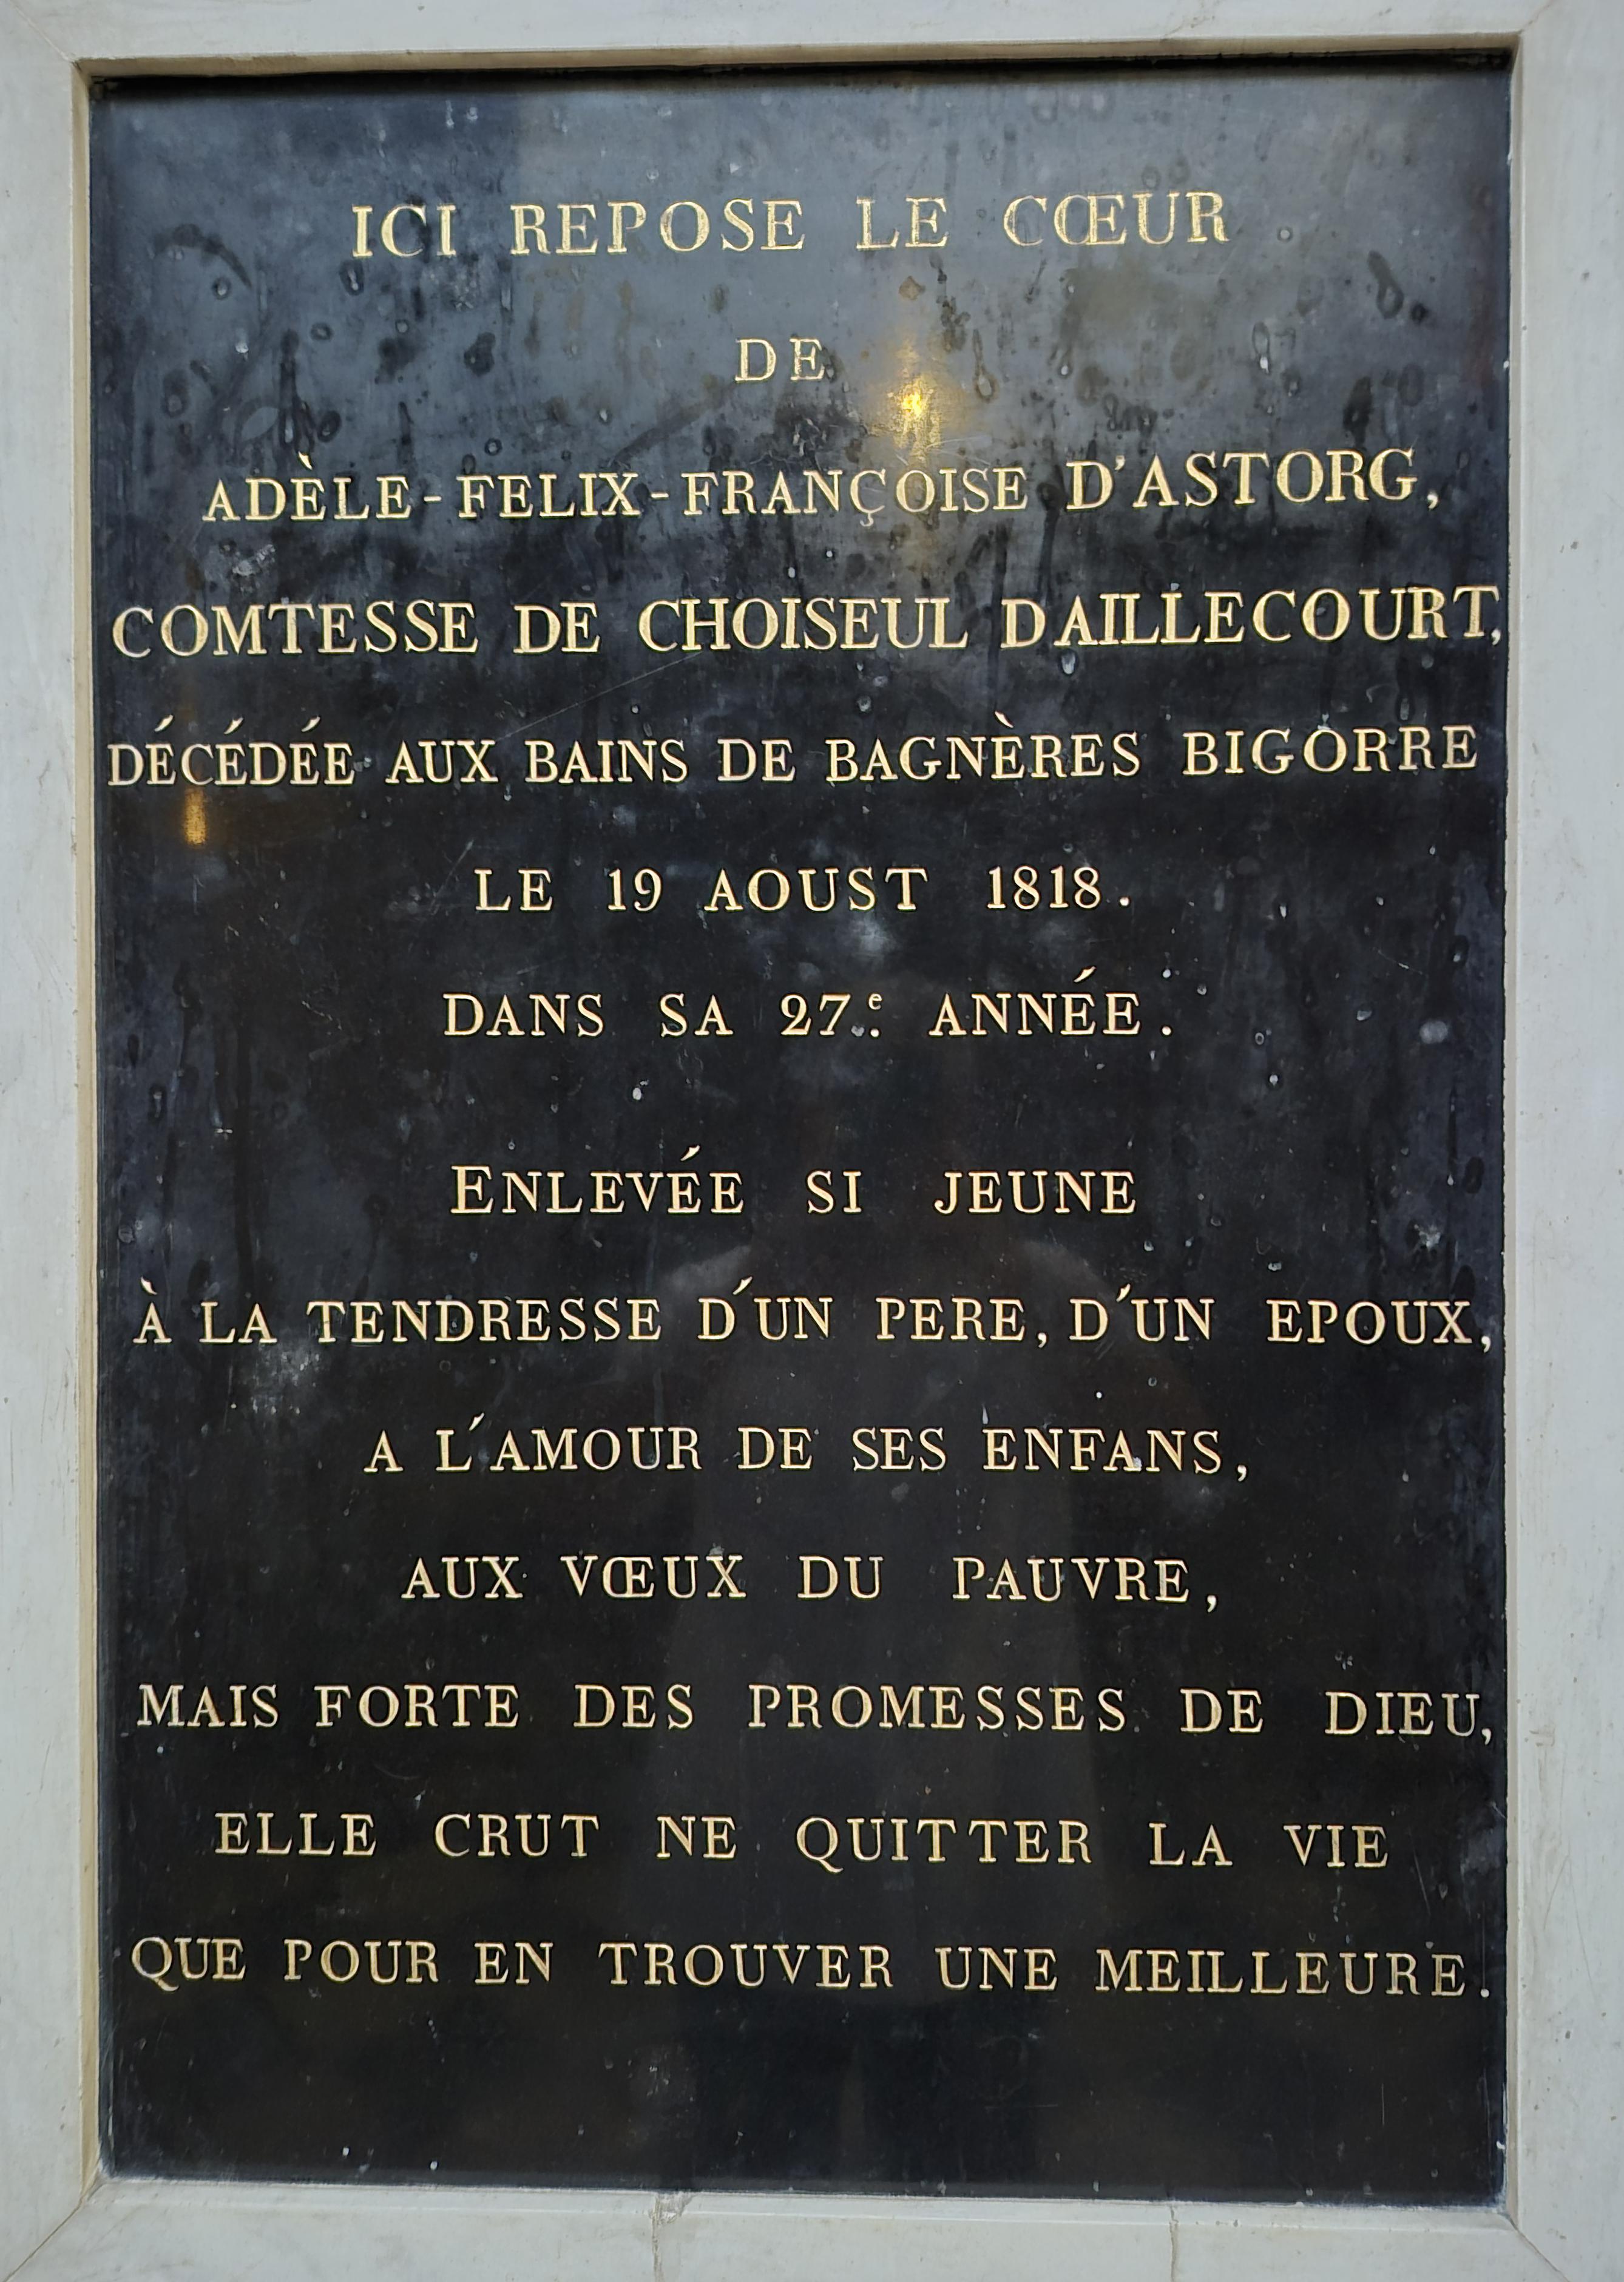 ICI REPOSE LE CŒUR
DE
ADÈLE-FELIX-FRANÇOISE D'ASTORG,
COMTESSE DE CHOISEUL DAILLECOURT,
DÉCÉDÉE AUX BAINS DE BAGNÈRES BIGORRE
LE 19 AOUST 1818.
DANS SA 27.e ANNÉE.
ENLEVÉE SI JEUNE
À LA TENDRESSE D'UN PERE, D'UN EPOUX,
A L'AMOUR DE SES ENFANS,
AUX VŒUX DU PAUVRE,
MAIS FORTE DES PROMESSES DE DIEU,
ELLE CRUT NE QUITTER LA VIE
QUE POUR EN TROUVER UNE MEILLEURE.